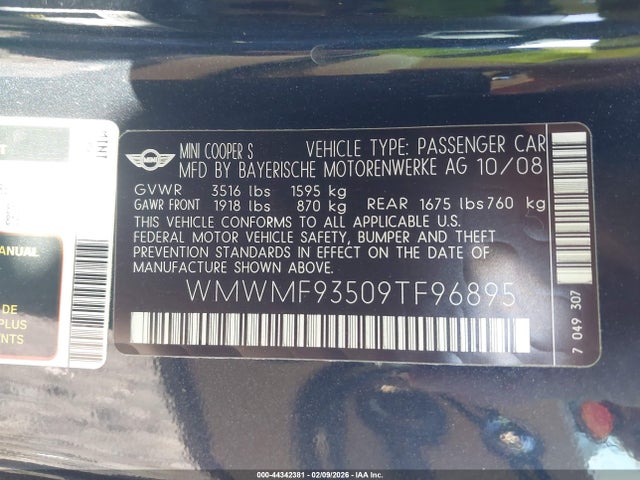 MINI
MINI COOPER S VEHICLE TYPE: PASSENGER CAR
MFD BY BAYERISCHE MOTORENWERKE AG 10/08
GVWR 3516 lbs 1595 kg
GAWR FRONT 1918 lbs 870 kg REAR 1675 lbs760 kg
THIS VEHICLE CONFORMS TO ALL APPLICABLE U.S.
FEDERAL MOTOR VEHICLE SAFETY, BUMPER AND THEFT
PREVENTION STANDARDS IN EFFECT ON THE DATE OF
MANUFACTURE SHOWN ABOVE.
WMWMF93509TF96895
7 049 307
MANUAL
DE
PLUS
ENTS
000-44342381 - 02/09/2026 - IAA Inc.